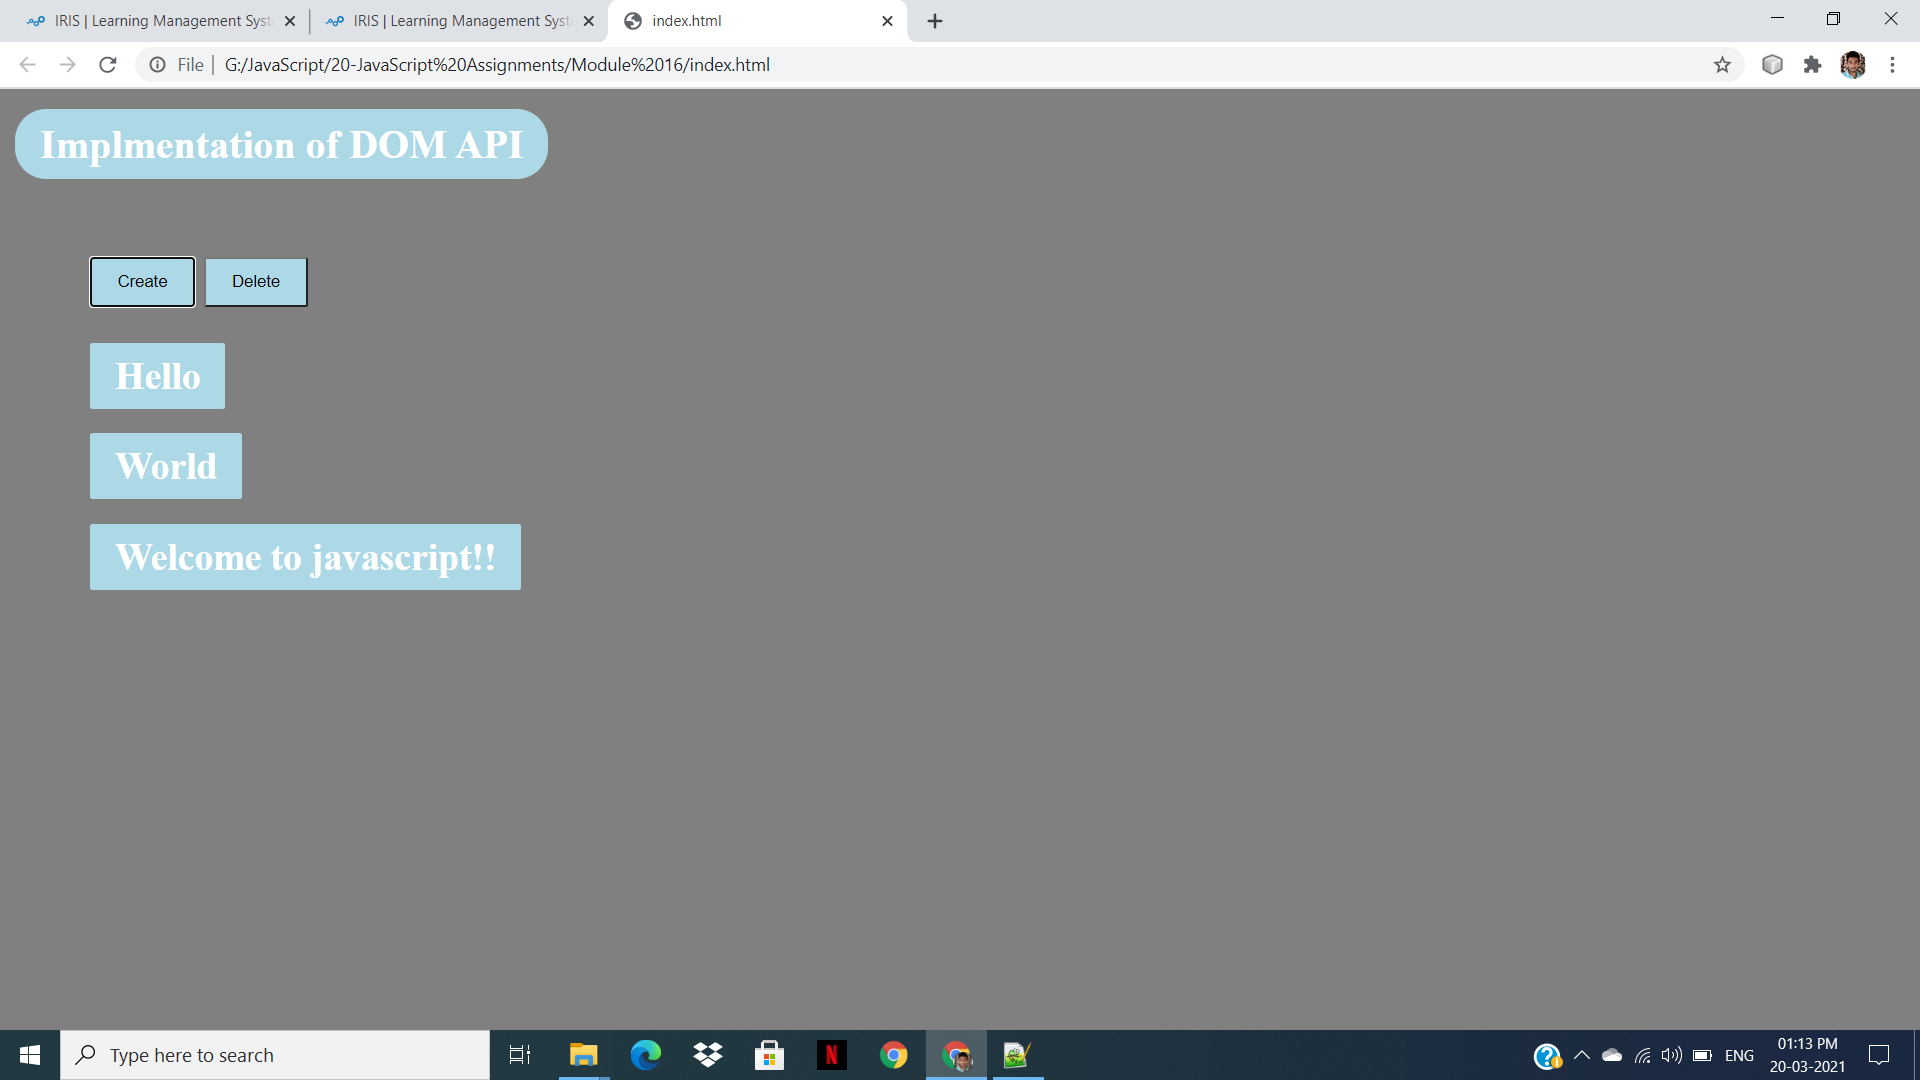 IRIS | Learning Management Syst
IRIS | Learning Management Syst
index.html
File | G:/JavaScript/20-JavaScript%20Assignments/Module%2016/index.html
Implmentation of DOM API
Create Delete
Hello
World
Welcome to javascript!!
Type here to search
N
ENG
01:13 PM
20-03-2021